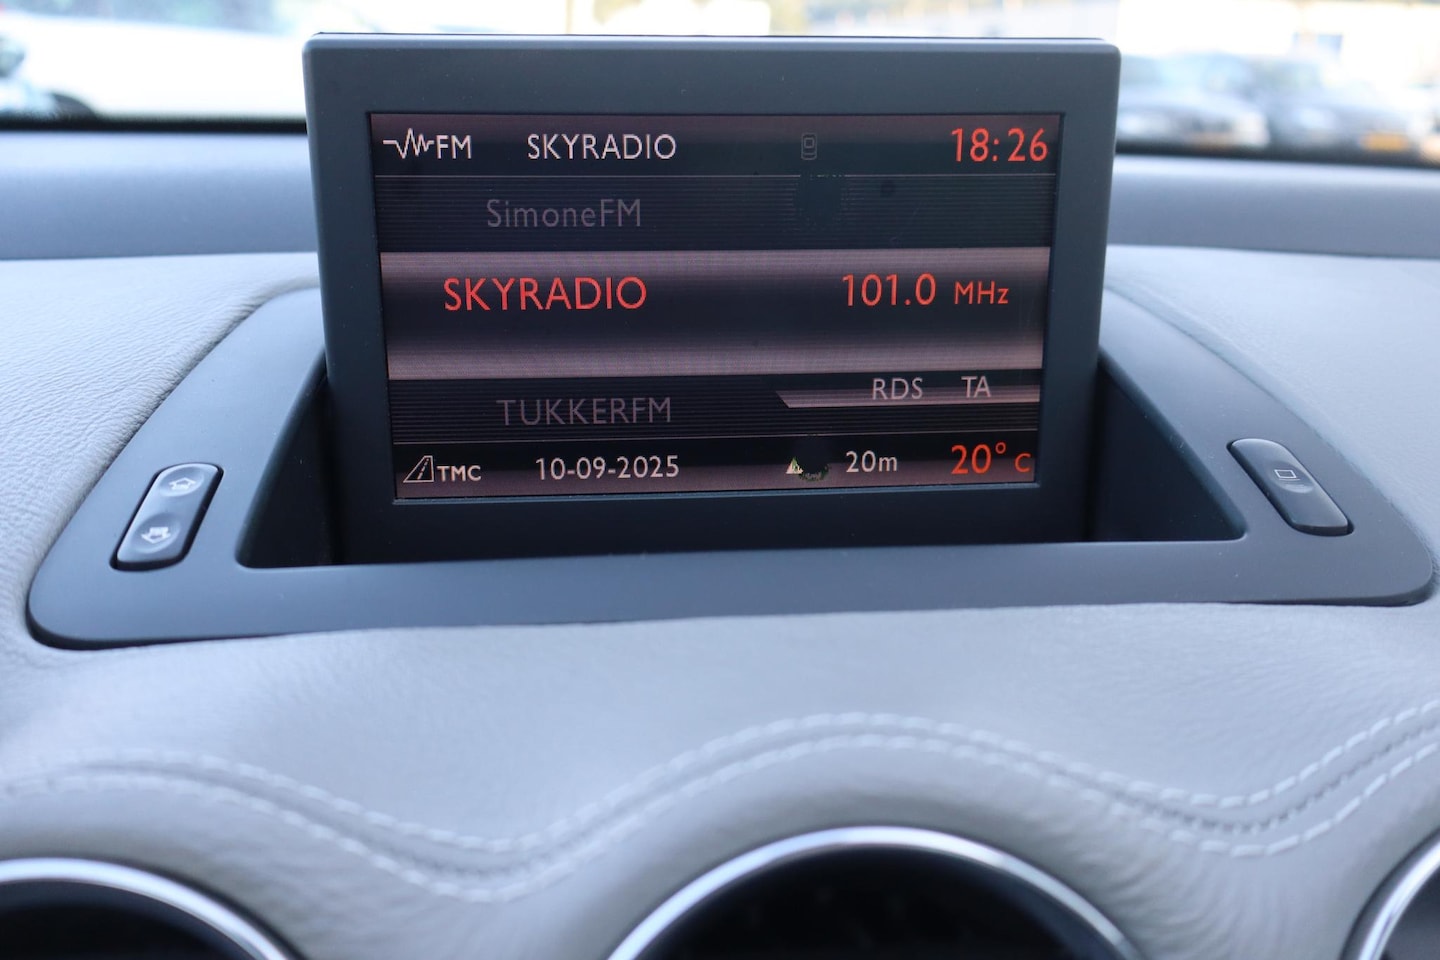 FM SKYRADIO 18:26
SimoneFM
SKYRADIO 101.0 MHz
RDS TA
TUKKERFM
TMC 10-09-2025 20m 20° C